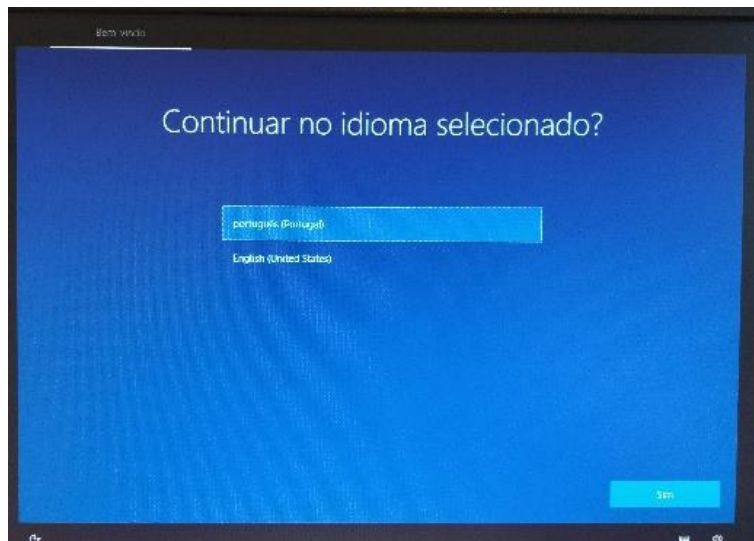 Bem vindo
Continuar no idioma selecionado?
português (Portugal)
English (United States)
Sim